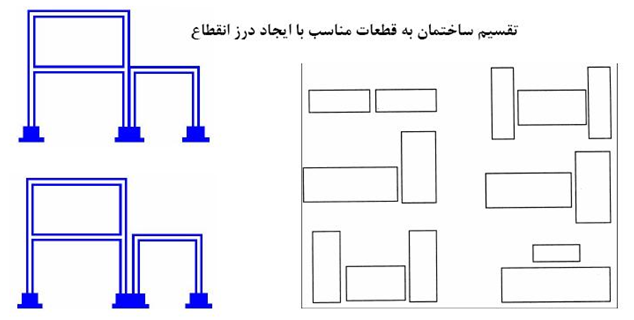 تقسیم ساختمان به قطعات مناسب با ایجاد درز انقطاع